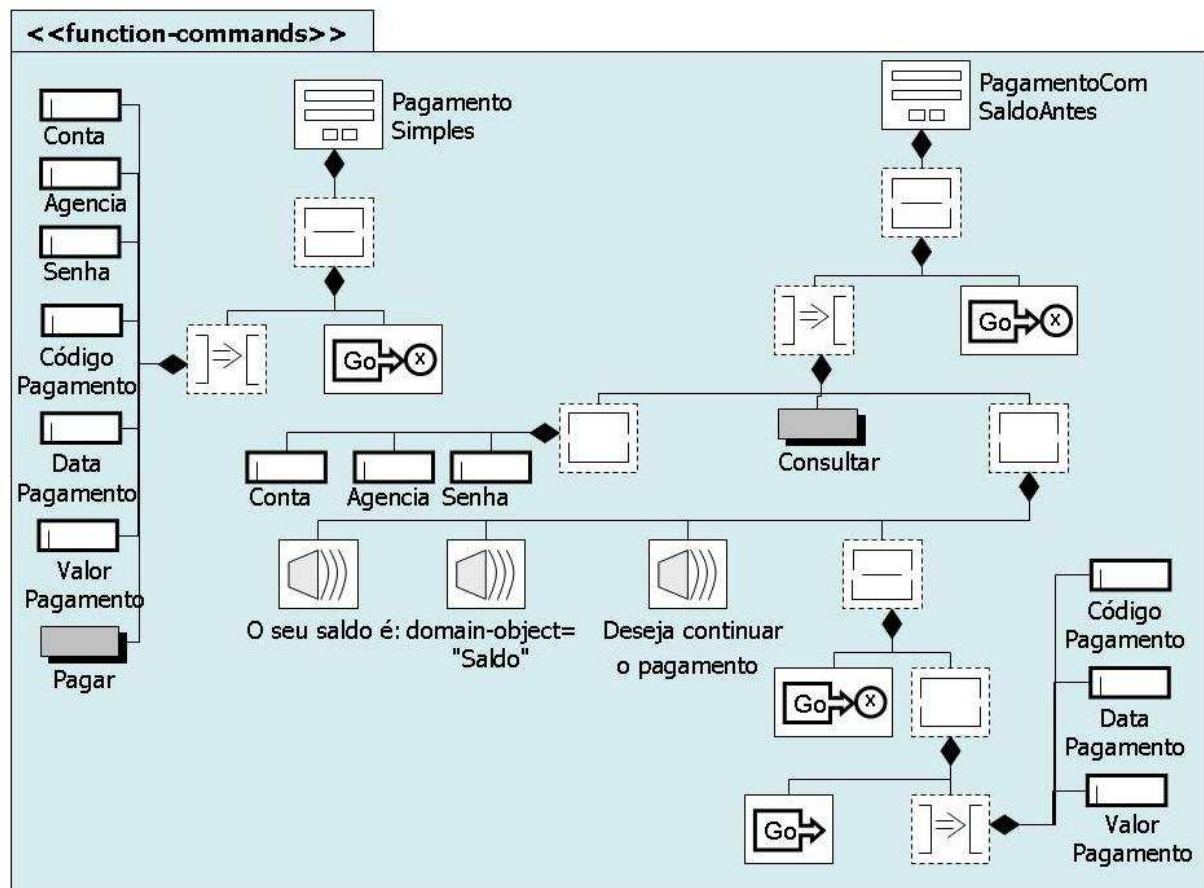 <<function-commands>>
Conta
Agencia
Senha
Código
Pagamento
Data
Pagamento
Valor
Pagamento
Pagar
Pagamento
Simples
Go
X
PagamentoCom
SaldoAntes
Go
X
Consultar
Conta
Agencia
Senha
O seu saldo é:
domain-object=
"Saldo"
Deseja continuar
o pagamento
Go
X
Go
Código
Pagamento
Data
Pagamento
Valor
Pagamento